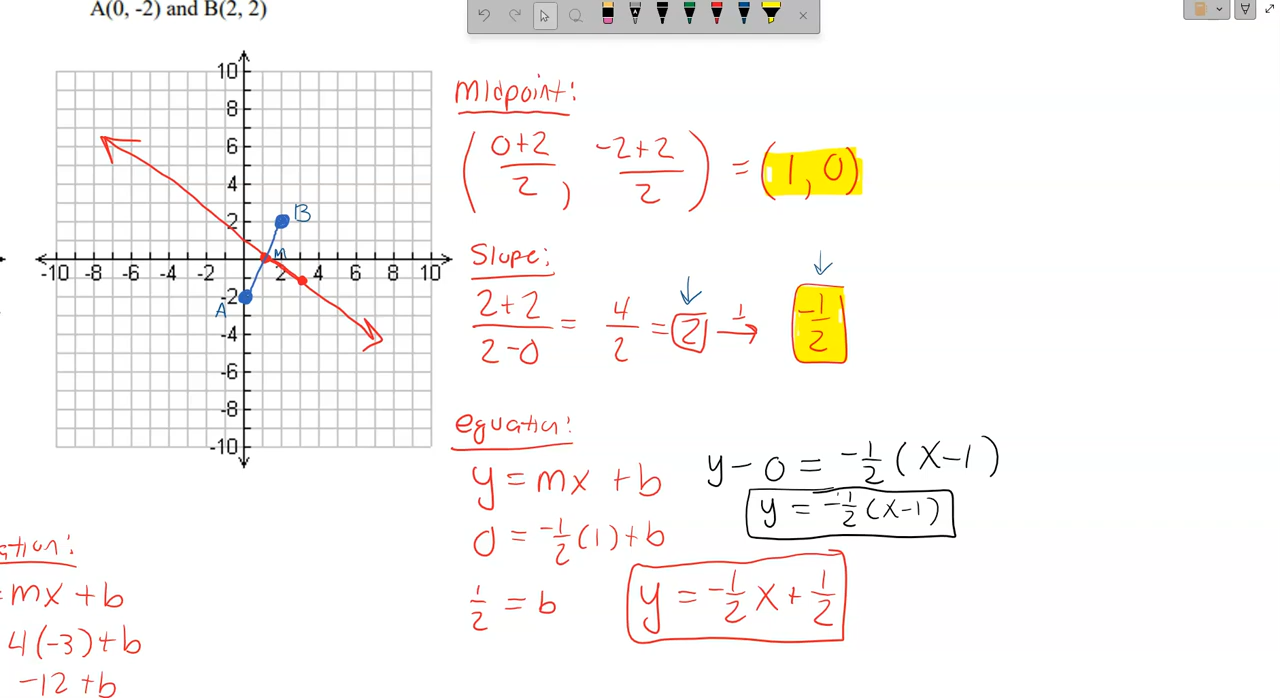 A(0, -2) and B(2, 2)
10
8
6
4
2
-10 -8 -6 -4 -2 2 4 6 8 10
-2
-4
-6
-8
-10
B
M
A
Midpoint:
(0+2/2, -2+2/2) = (1, 0)
Slope:
2+2/2-0 = 4/2 = 2 → -1/2
1
equation:
y = mx + b
0 = -1/2(1) + b
1/2 = b
y = -1/2x + 1/2
y - 0 = -1/2(x-1)
y = -1/2(x-1)
ation:
= mx + b
4(-3) + b
-12 + b